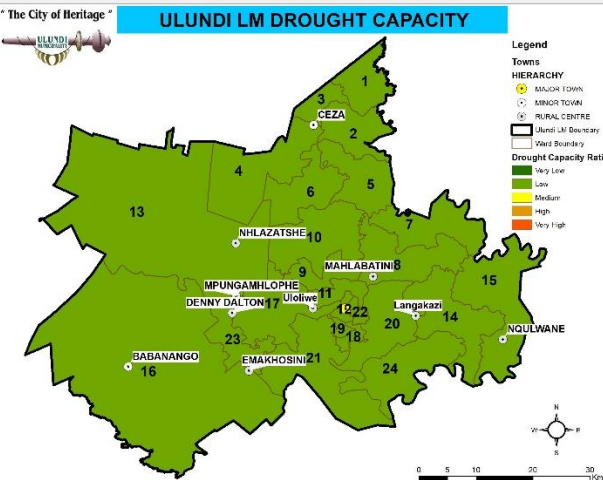 " The City of Heritage "
ULUNDI
MUNICIPALITY
ULUNDI LM DROUGHT CAPACITY
Legend
Towns
HIERARCHY
MAJOR TOWN
MINOR TOWN
RURAL CENTRE
Ulundi LM Boundary
Ward Boundary
Drought Capacity Rati
Very Low
Low
Medium
High
Very High
1
3
CEZA
2
4
5
6
13
7
NHLAZATSHE
10
MAHLABATINI
8
9
15
MPUNGAMHLOPHE
11
DENNY DALTON
17
Uloliwe
12
22
Langakazi
14
20
19
18
NQULWANE
23
21
BABANANGO
16
EMAKHOSINI
24
N
W
E
S
0 5 10 20 30
Km